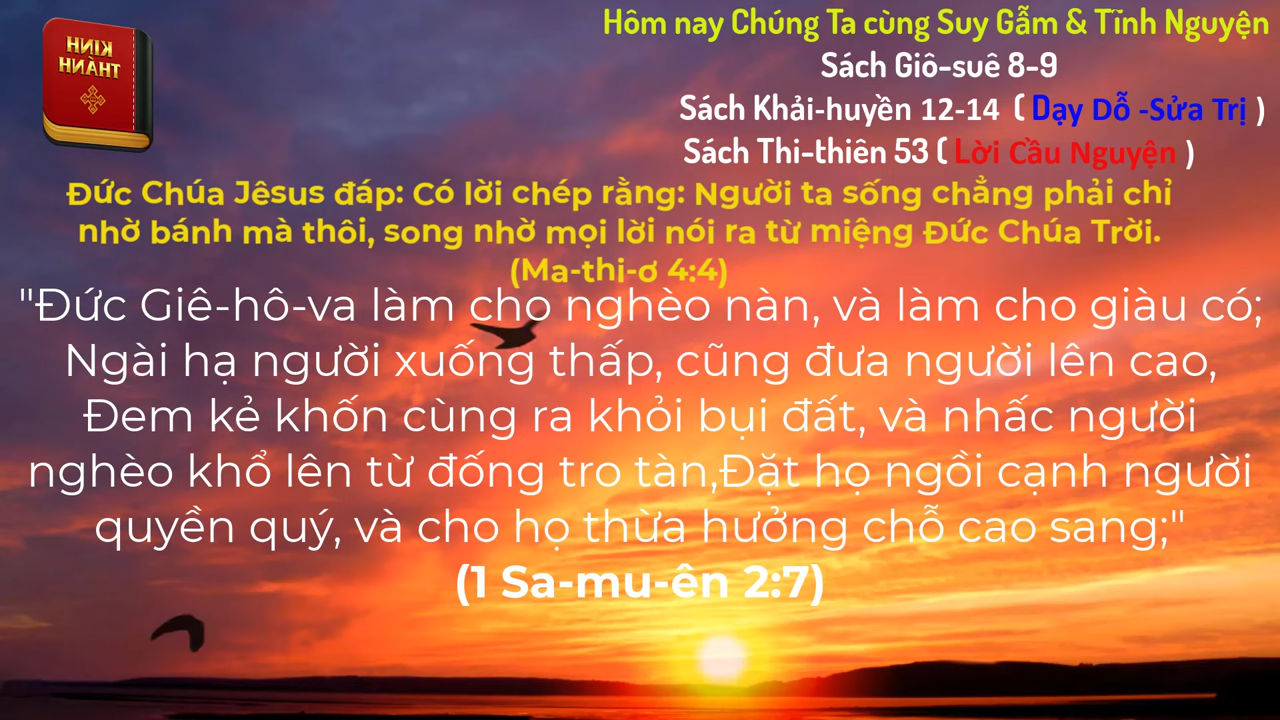 KINH
THÁNH
Hôm nay Chúng Ta cùng Suy Gẫm & Tĩnh Nguyện
Sách Giô-suê 8-9
Sách Khải-huyền 12-14 ( Dạy Dỗ -Sửa Trị )
Sách Thi-thiên 53 ( Lời Cầu Nguyện )
Đức Chúa Jêsus đáp: Có lời chép rằng: Người ta sống chẳng phải chỉ
nhờ bánh mà thôi, song nhờ mọi lời nói ra từ miệng Đức Chúa Trời.
(Ma-thi-ơ 4:4)
"Đức Giê-hô-va làm cho nghèo nàn, và làm cho giàu có;
Ngài hạ người xuống thấp, cũng đưa người lên cao,
Đem kẻ khốn cùng ra khỏi bụi đất, và nhấc người
nghèo khổ lên từ đống tro tàn,Đặt họ ngồi cạnh người
quyền quý, và cho họ thừa hưởng chỗ cao sang;"
(1 Sa-mu-ên 2:7)